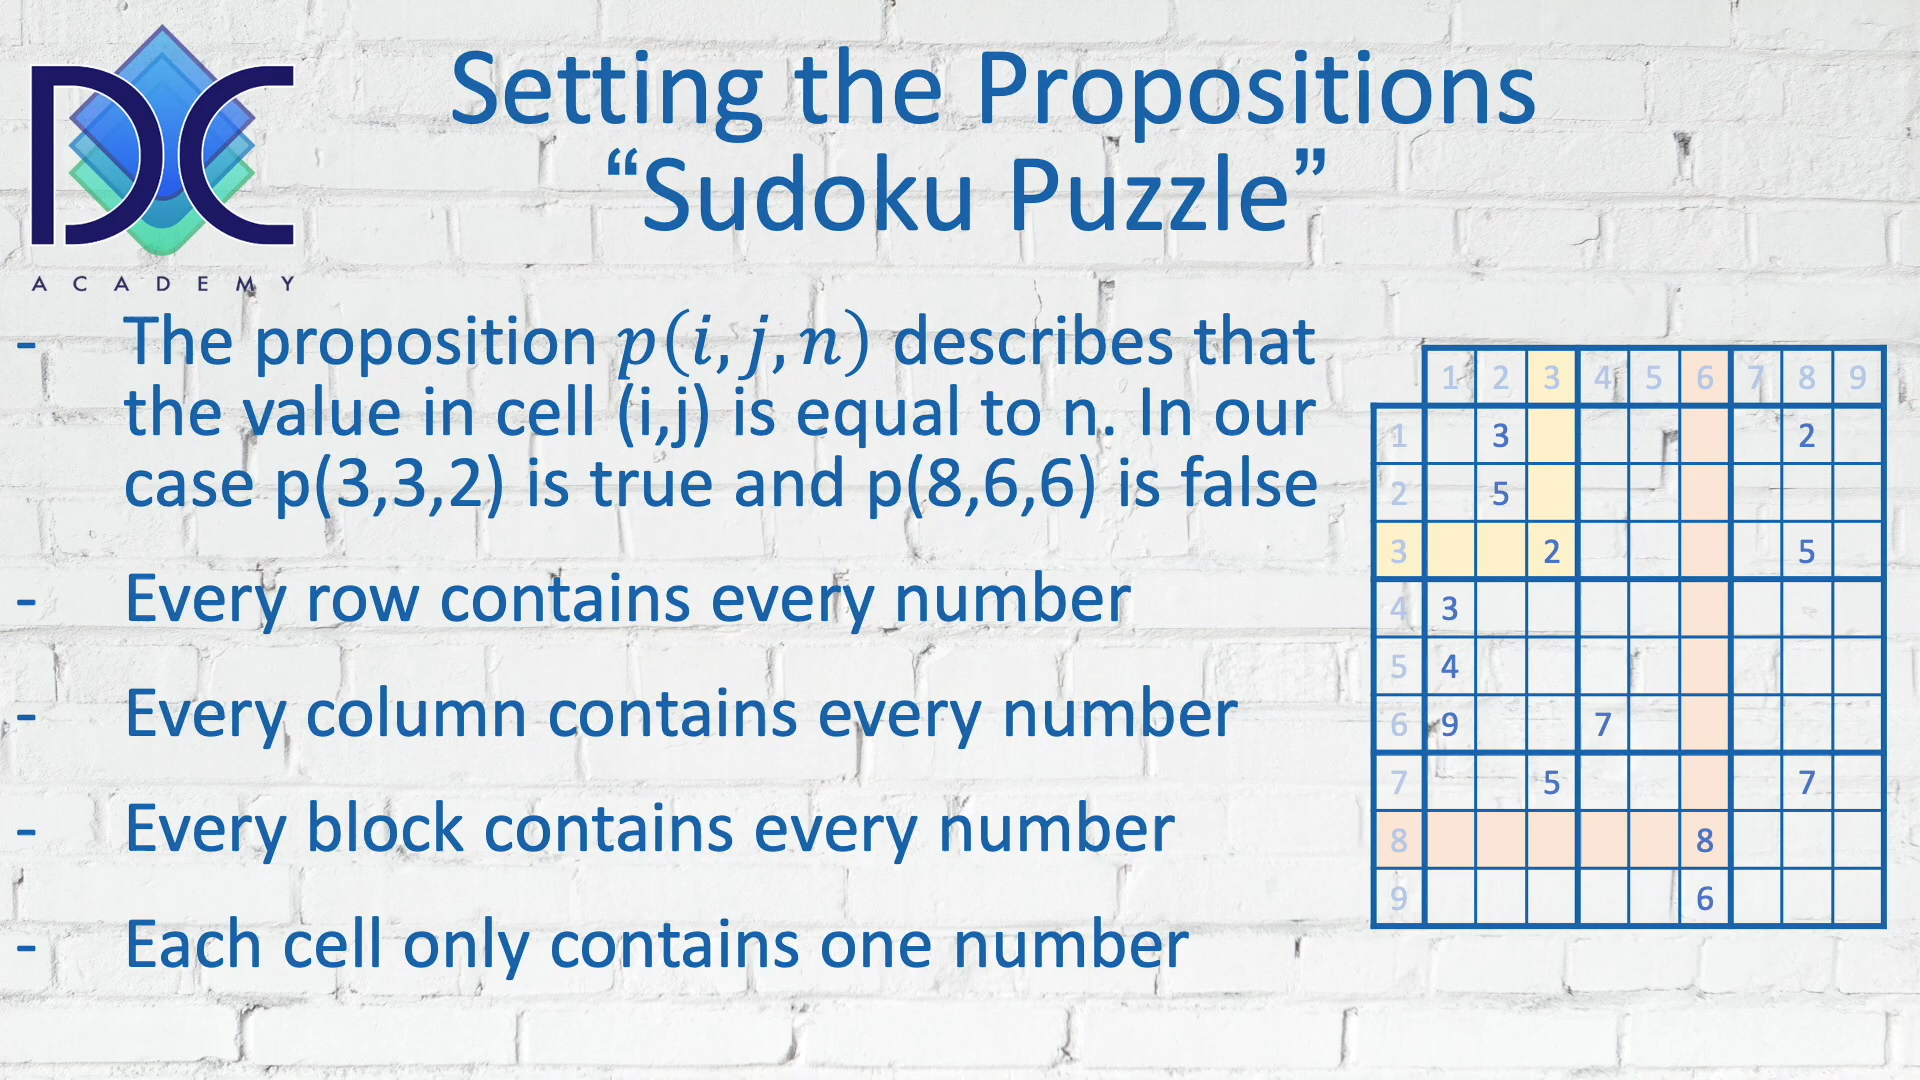 DC
ACADEMY
Setting the Propositions
“Sudoku Puzzle”
- The proposition p(i, j, n) describes that
the value in cell (i,j) is equal to n. In our
case p(3,3,2) is true and p(8,6,6) is false
- Every row contains every number
- Every column contains every number
- Every block contains every number
- Each cell only contains one number
1 2 3 4 5 6 7 8 9
1 3 2
2 5
3 2 5
4 3
5 4
6 9 7
7 5 7
8 8
9 6